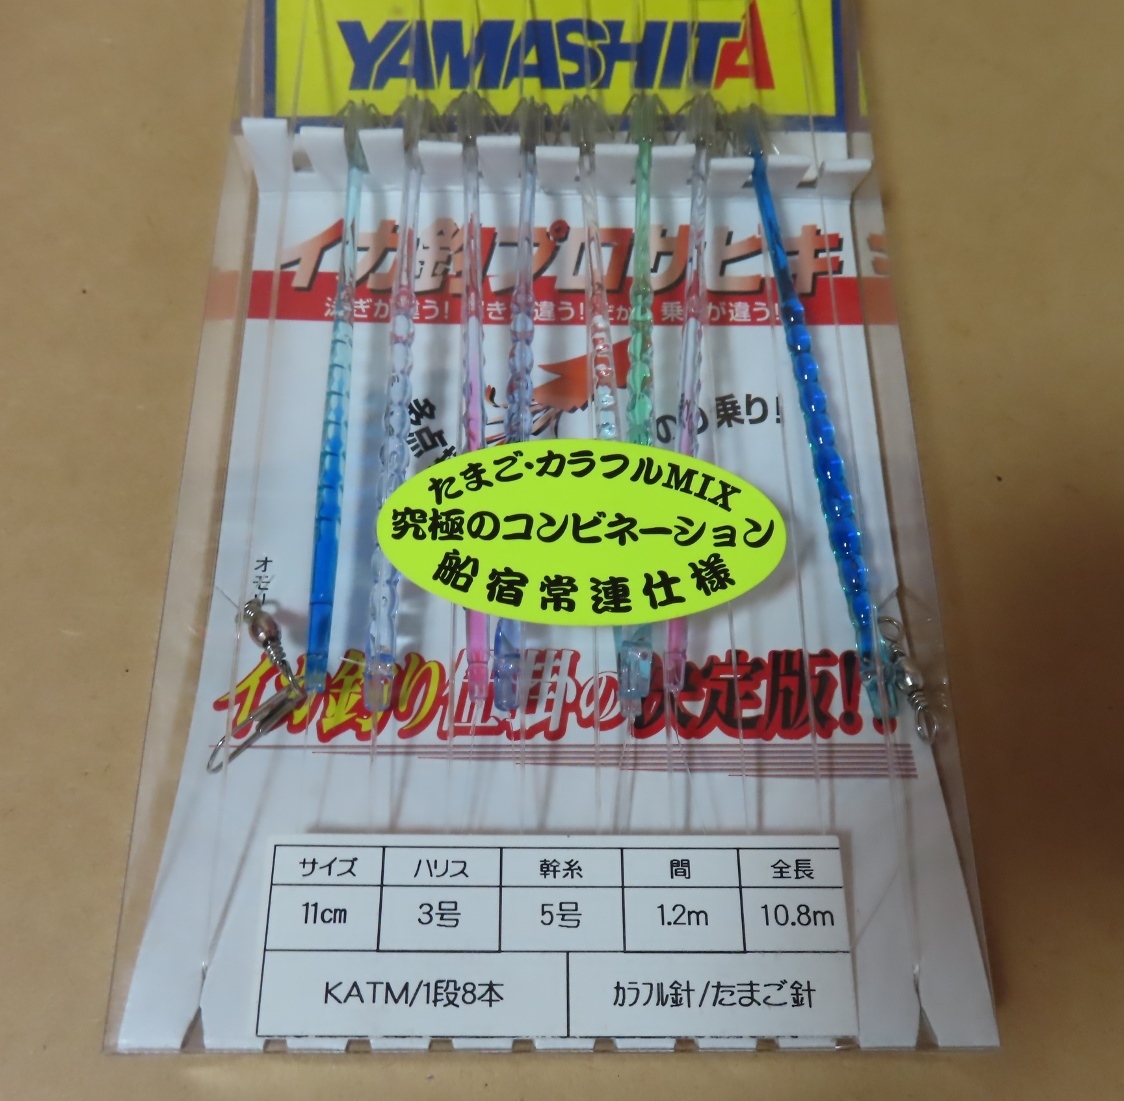 YAMASHITA
イカ釣プロサビキ
泳ぎが違う!
違う!
乗りが違う!
多点
のり乗り!
たまご・カラフルMIX
究極のコンビネーション
船宿常連仕様
オモリ
イカ釣り仕掛の決定版!!
サイズ ハリス 幹糸 間 全長
11cm 3号 5号 1.2m 10.8m
KATM/1段8本 ｶﾗﾌﾙ針/たまご針